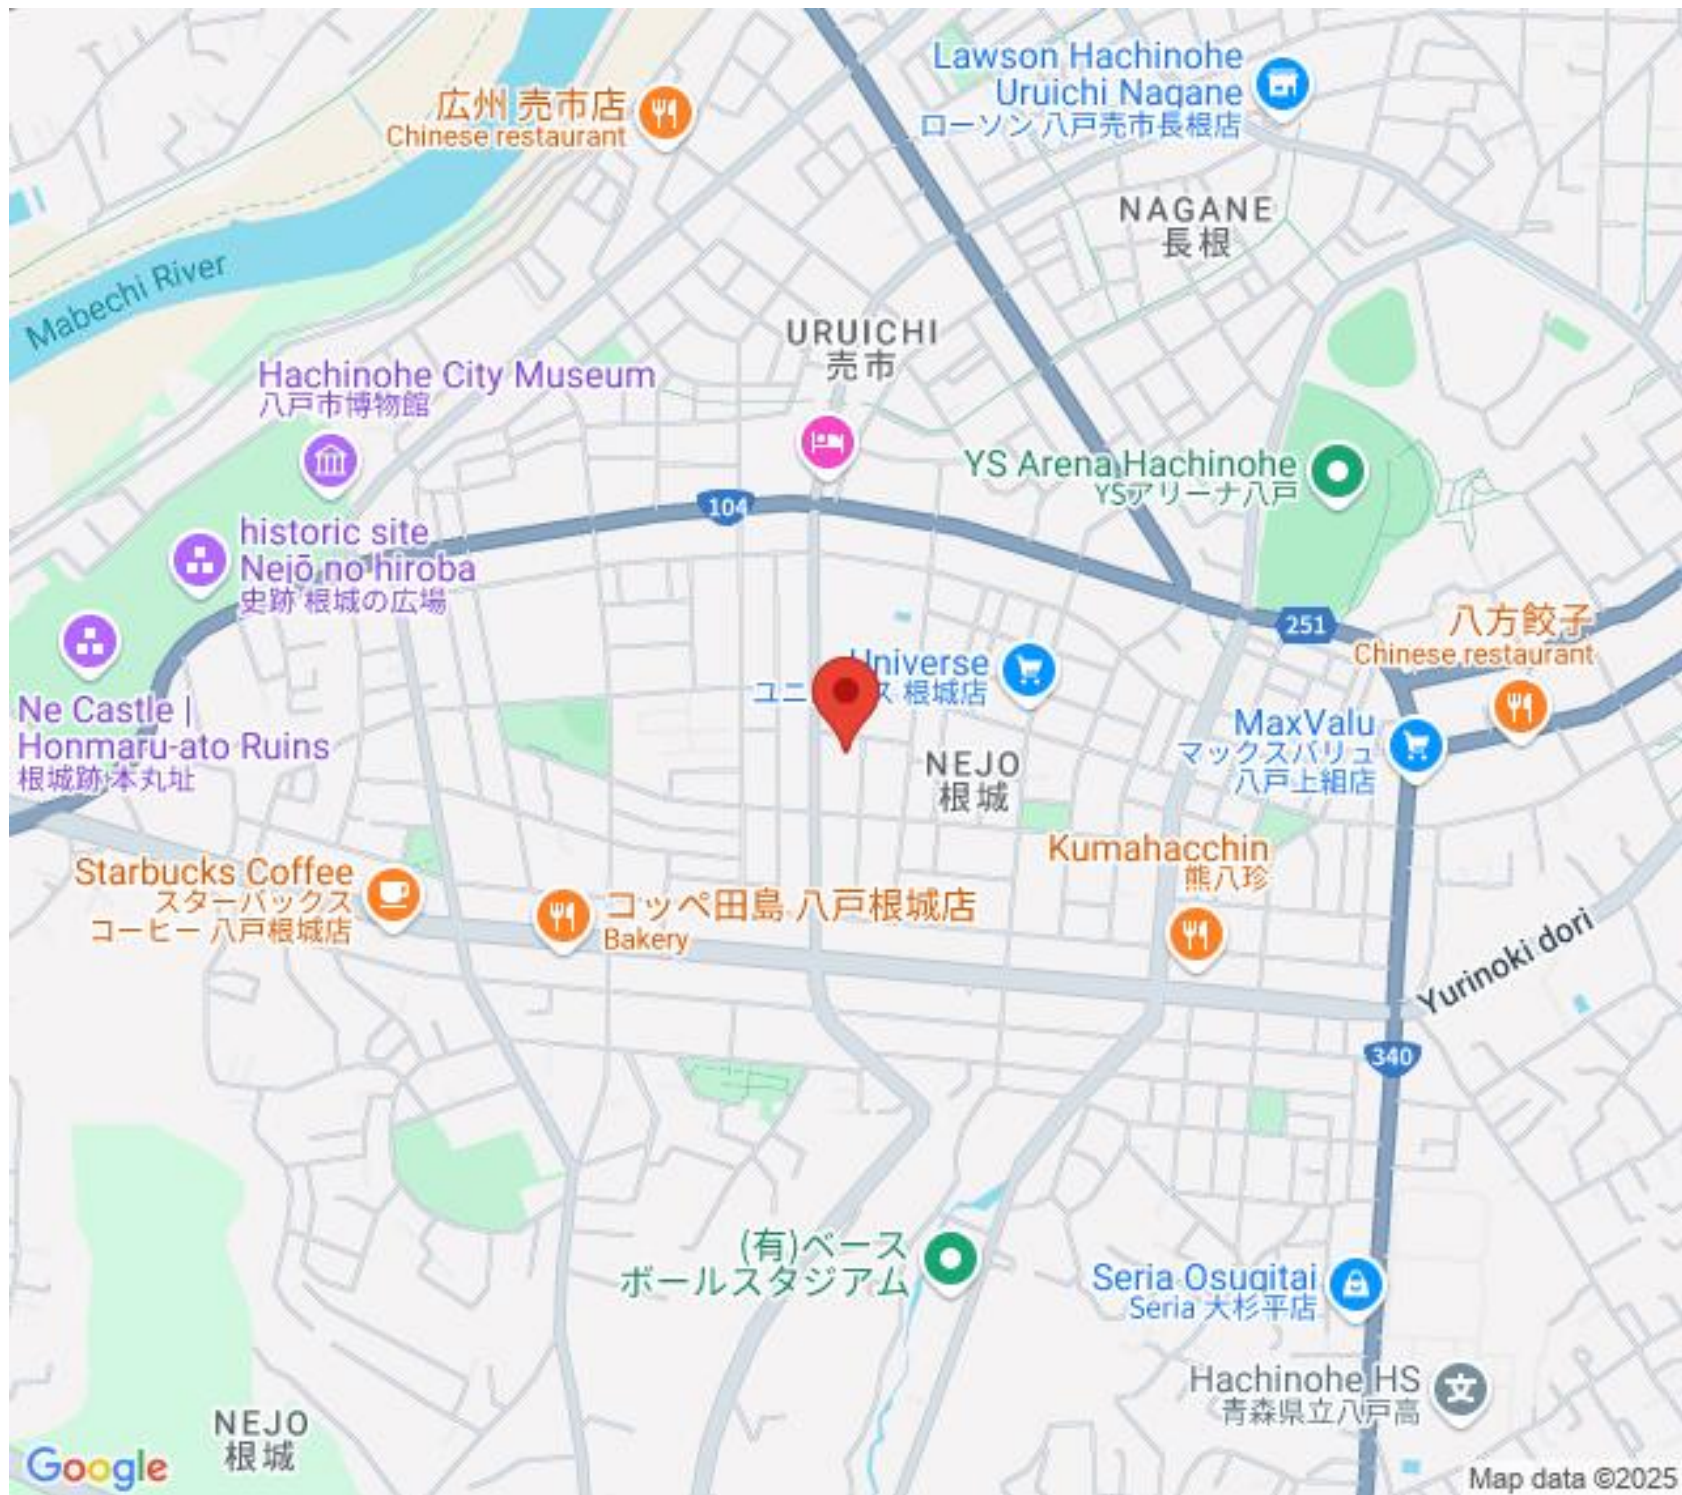 Lawson Hachinohe
Uruichi Nagane
ローソン 八戸売市長根店
広州 売市店
Chinese restaurant
NAGANE
長根
Mabechi River
URUICHI
売市
Hachinohe City Museum
八戸市博物館
YS Arena Hachinohe
YSアリーナ八戸
104
historic site
Nejō no hiroba
史跡 根城の広場
251
八方餃子
Chinese restaurant
Universe
ユニ
ス 根城店
Ne Castle |
Honmaru-ato Ruins
根城跡 本丸址
MaxValu
マックスバリュ
八戸上組店
NEJO
根城
Kumahacchin
熊八珍
Starbucks Coffee
スターバックス
コーヒー 八戸根城店
コッペ田島 八戸根城店
Bakery
Yurinoki dori
340
(有)ベース
ボールスタジアム
Seria Osugitai
Seria 大杉平店
Hachinohe HS
青森県立八戸高
文
NEJO
根城
Google
Map data ©2025